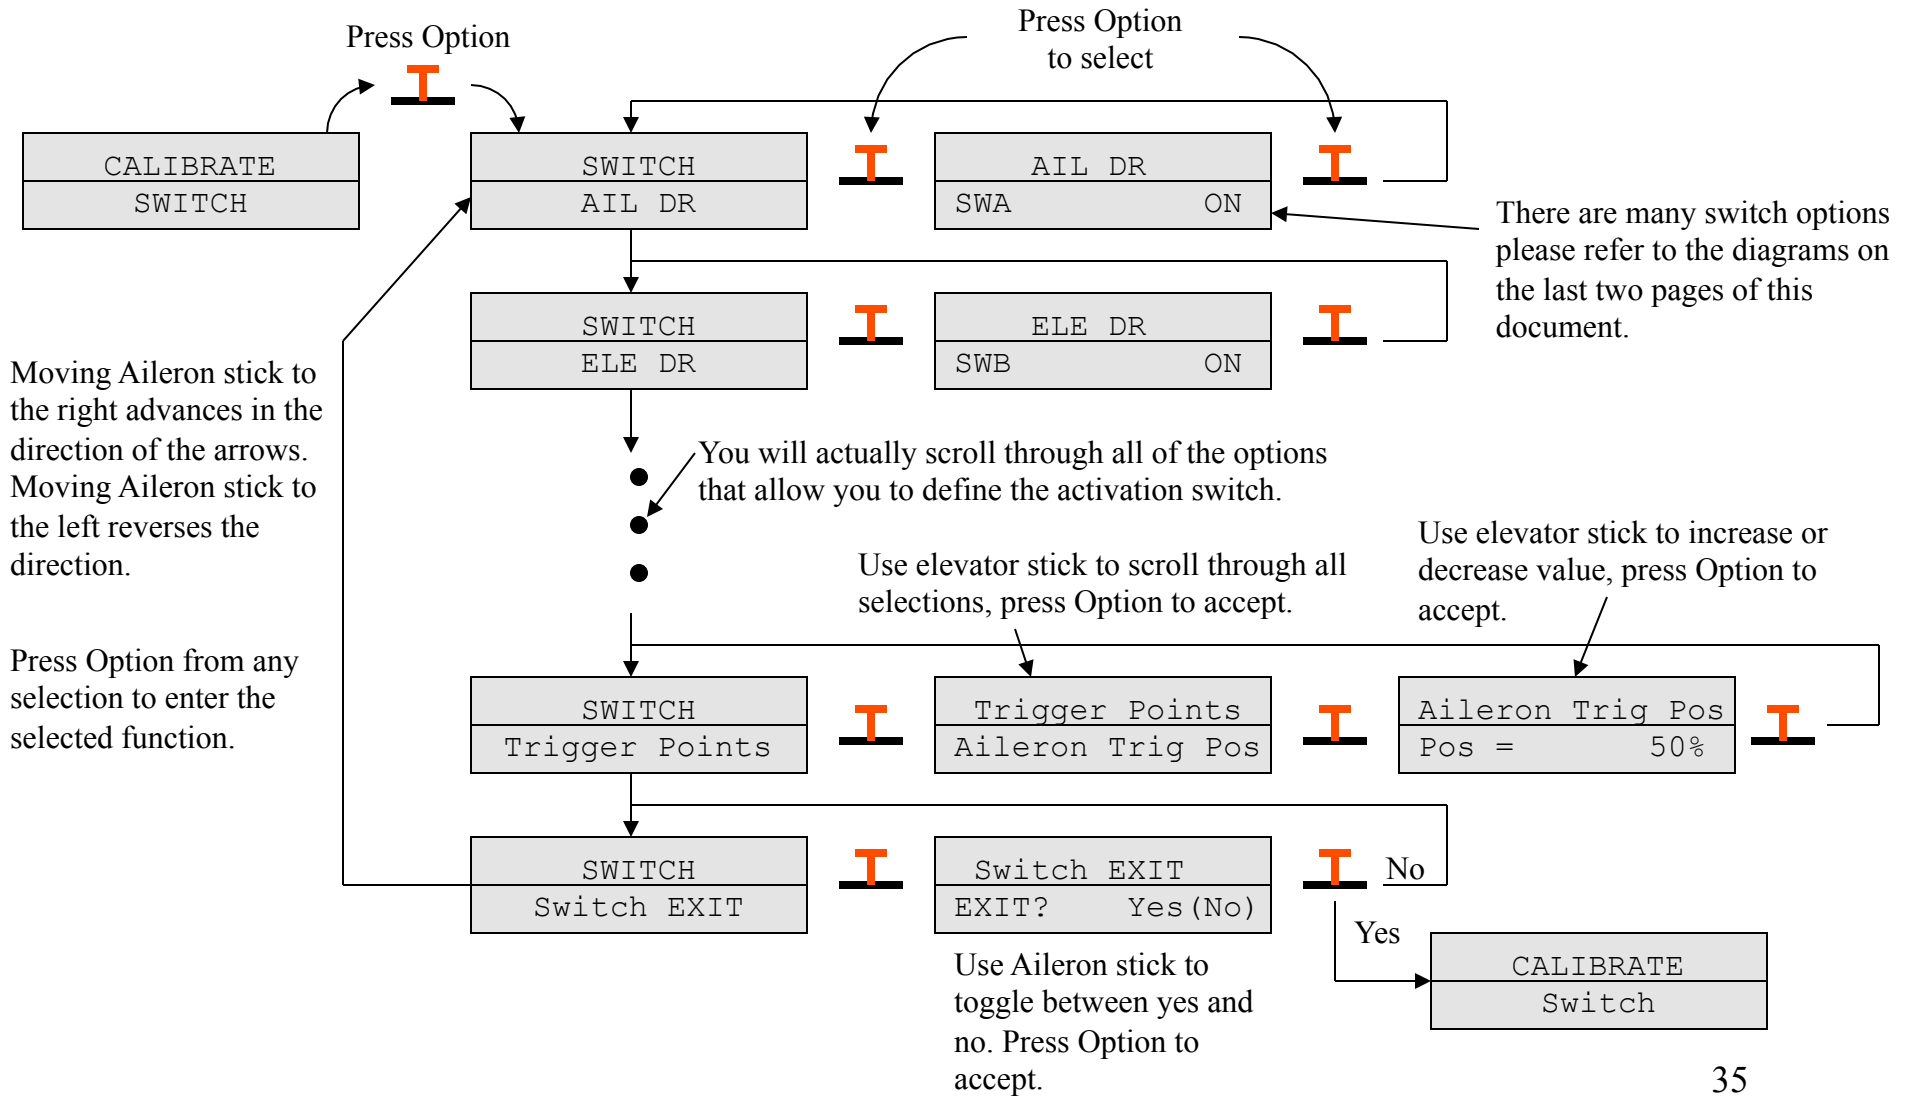 Press Option
Press Option
to select
CALIBRATE
SWITCH
SWITCH
AIL DR
AIL DR
SWA ON
There are many switch options
please refer to the diagrams on
the last two pages of this
document.
SWITCH
ELE DR
ELE DR
SWB ON
Moving Aileron stick to
the right advances in the
direction of the arrows.
Moving Aileron stick to
the left reverses the
direction.
You will actually scroll through all of the options
that allow you to define the activation switch.
Use elevator stick to scroll through all
selections, press Option to accept.
Use elevator stick to increase or
decrease value, press Option to
accept.
Press Option from any
selection to enter the
selected function.
SWITCH
Trigger Points
Trigger Points
Aileron Trig Pos
Aileron Trig Pos
Pos = 50%
SWITCH
Switch EXIT
Switch EXIT
EXIT? Yes(No)
No
Yes
Use Aileron stick to
toggle between yes and
no. Press Option to
accept.
CALIBRATE
Switch
35